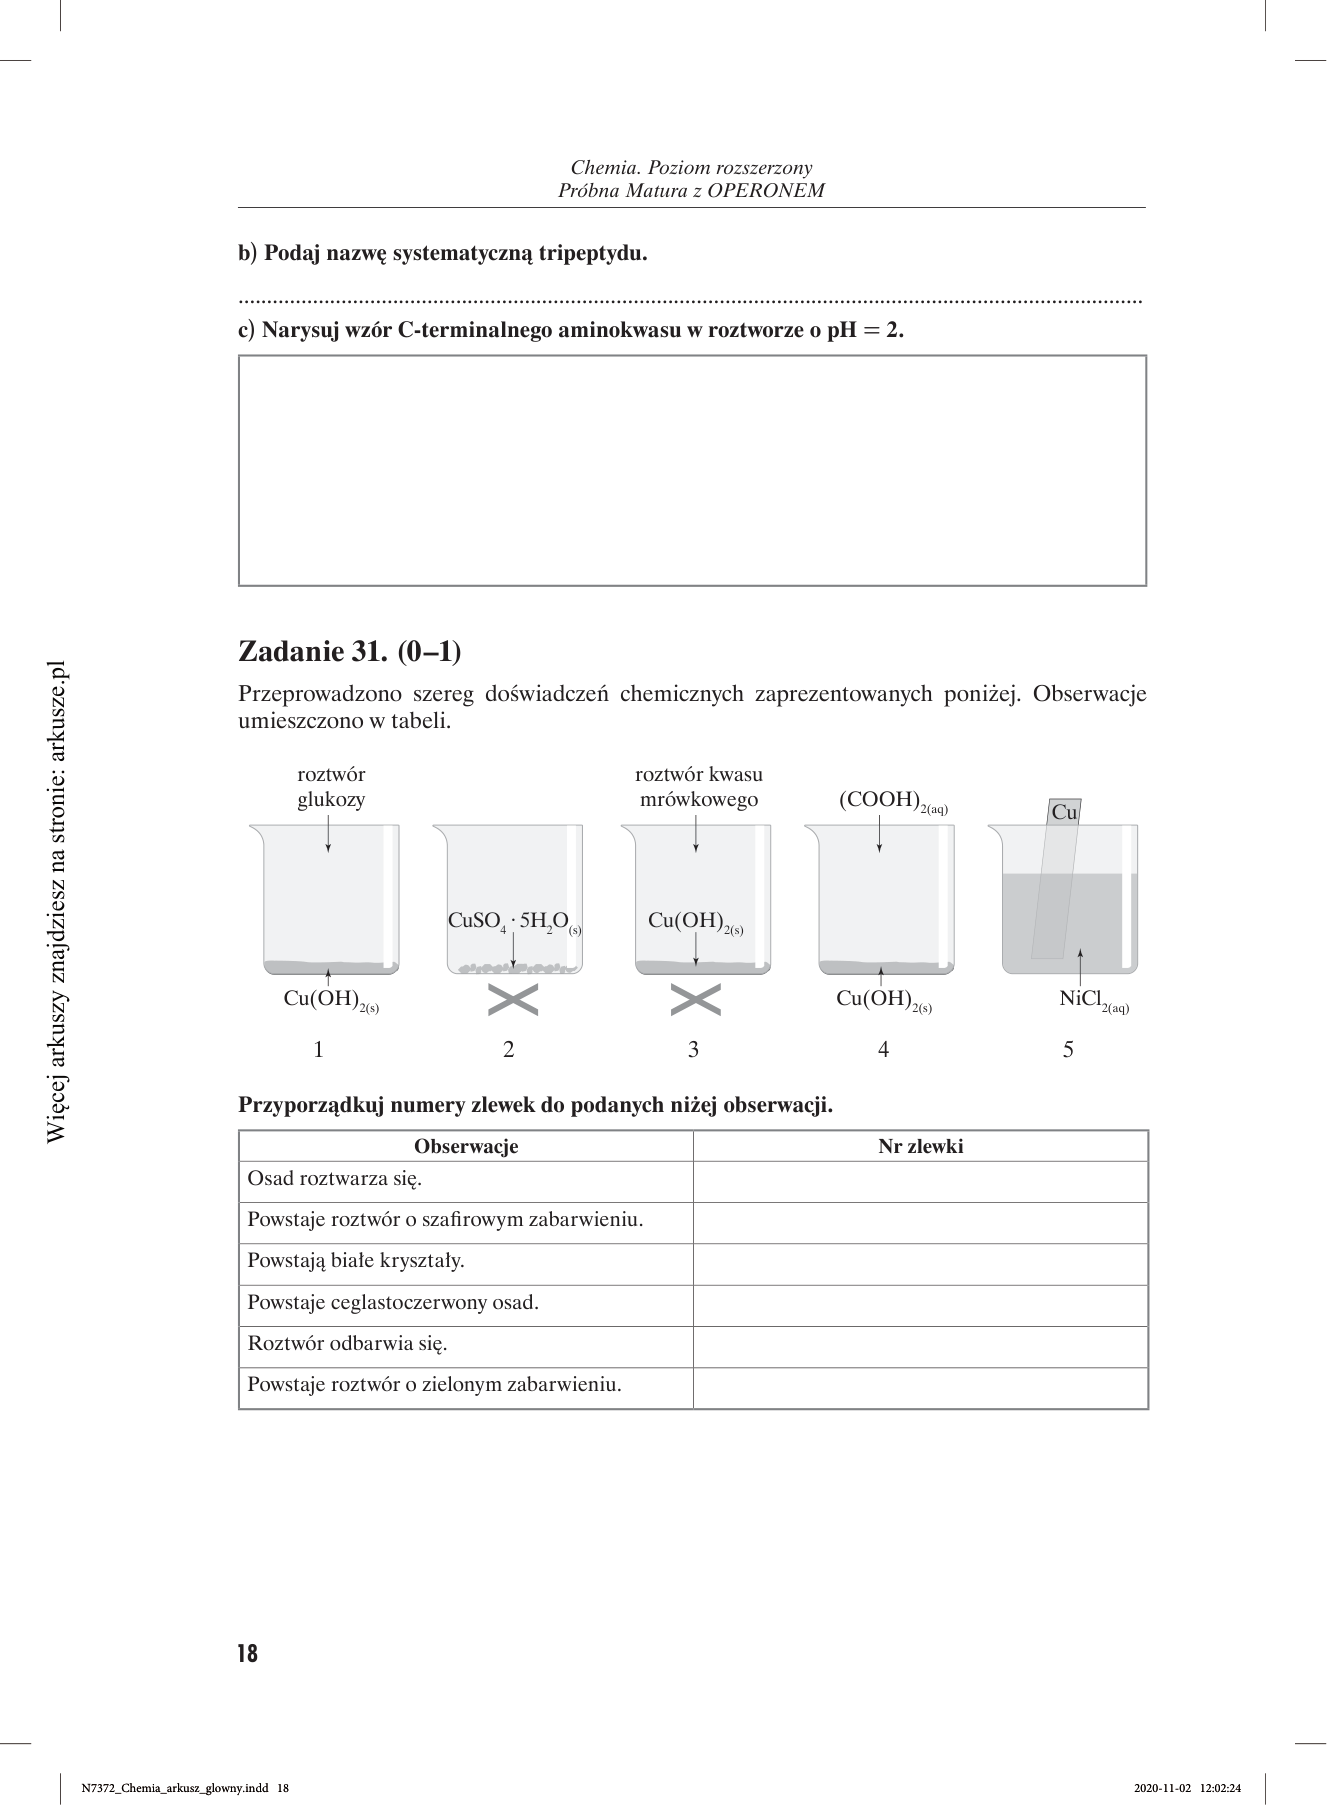 Chemia. Poziom rozszerzony
Próbna Matura z OPERONEM
b) Podaj nazwę systematyczną tripeptydu.
c) Narysuj wzór C-terminalnego aminokwasu w roztworze o pH = 2.
Zadanie 31. (0–1)
Przeprowadzono szereg doświadczeń chemicznych zaprezentowanych poniżej. Obserwacje
umieszczono w tabeli.
roztwór
glukozy
Cu(OH)2(s)
1
CuSO4 · 5H2O(s)
2
roztwór kwasu
mrówkowego
Cu(OH)2(s)
3
(COOH)2(aq)
Cu(OH)2(s)
4
Cu
NiCl2(aq)
5
Przyporządkuj numery zlewek do podanych niżej obserwacji.
Obserwacje Nr zlewki
Osad roztwarza się.
Powstaje roztwór o szafirowym zabarwieniu.
Powstają białe kryształy.
Powstaje ceglastoczerwony osad.
Roztwór odbarwia się.
Powstaje roztwór o zielonym zabarwieniu.
18
Więcej arkuszy znajdziesz na stronie: arkusze.pl
N7372_Chemia_arkusz_glowny.indd 18
2020-11-02 12:02:24